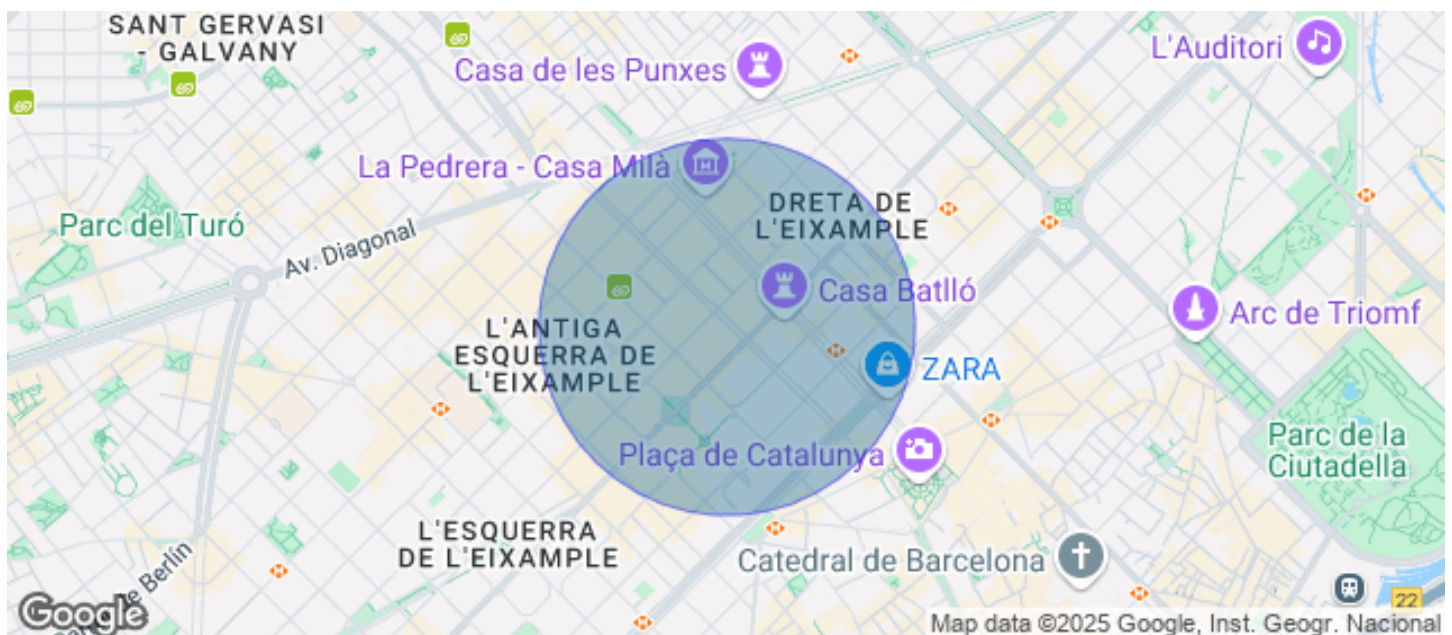 SANT GERVASI
- GALVANY
L'Auditori
Casa de les Punxes
La Pedrera - Casa Milà
DRETA DE
L'EIXAMPLE
Parc del Turó
Av. Diagonal
Casa Batlló
Arc de Triomf
L'ANTIGA
ESQUERRA DE
L'EIXAMPLE
ZARA
Plaça de Catalunya
Parc de la
Ciutadella
L'ESQUERRA
DE L'EIXAMPLE
Catedral de Barcelona
de Berlín
22
Google
Map data ©2025 Google, Inst. Geogr. Nacional